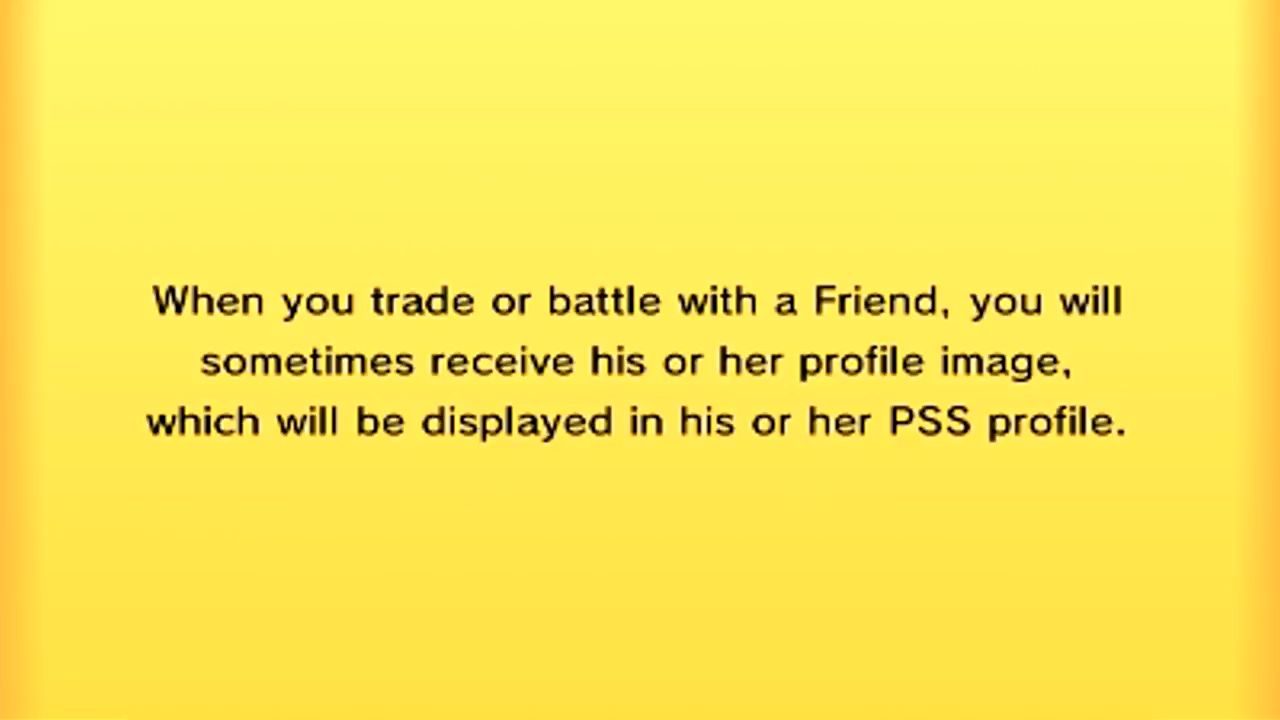 When you trade or battle with a Friend, you will
sometimes receive his or her profile image,
which will be displayed in his or her PSS profile.